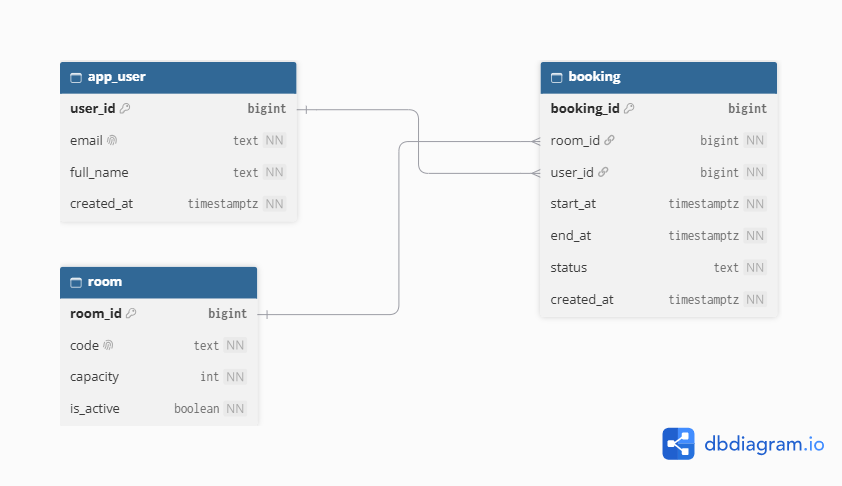 app_user
user_id bigint
email text NN
full_name text NN
created_at timestamptz NN
booking
booking_id bigint
room_id bigint NN
user_id bigint NN
start_at timestamptz NN
end_at timestamptz NN
status text NN
created_at timestamptz NN
room
room_id bigint
code text NN
capacity int NN
is_active boolean NN
dbdiagram.io